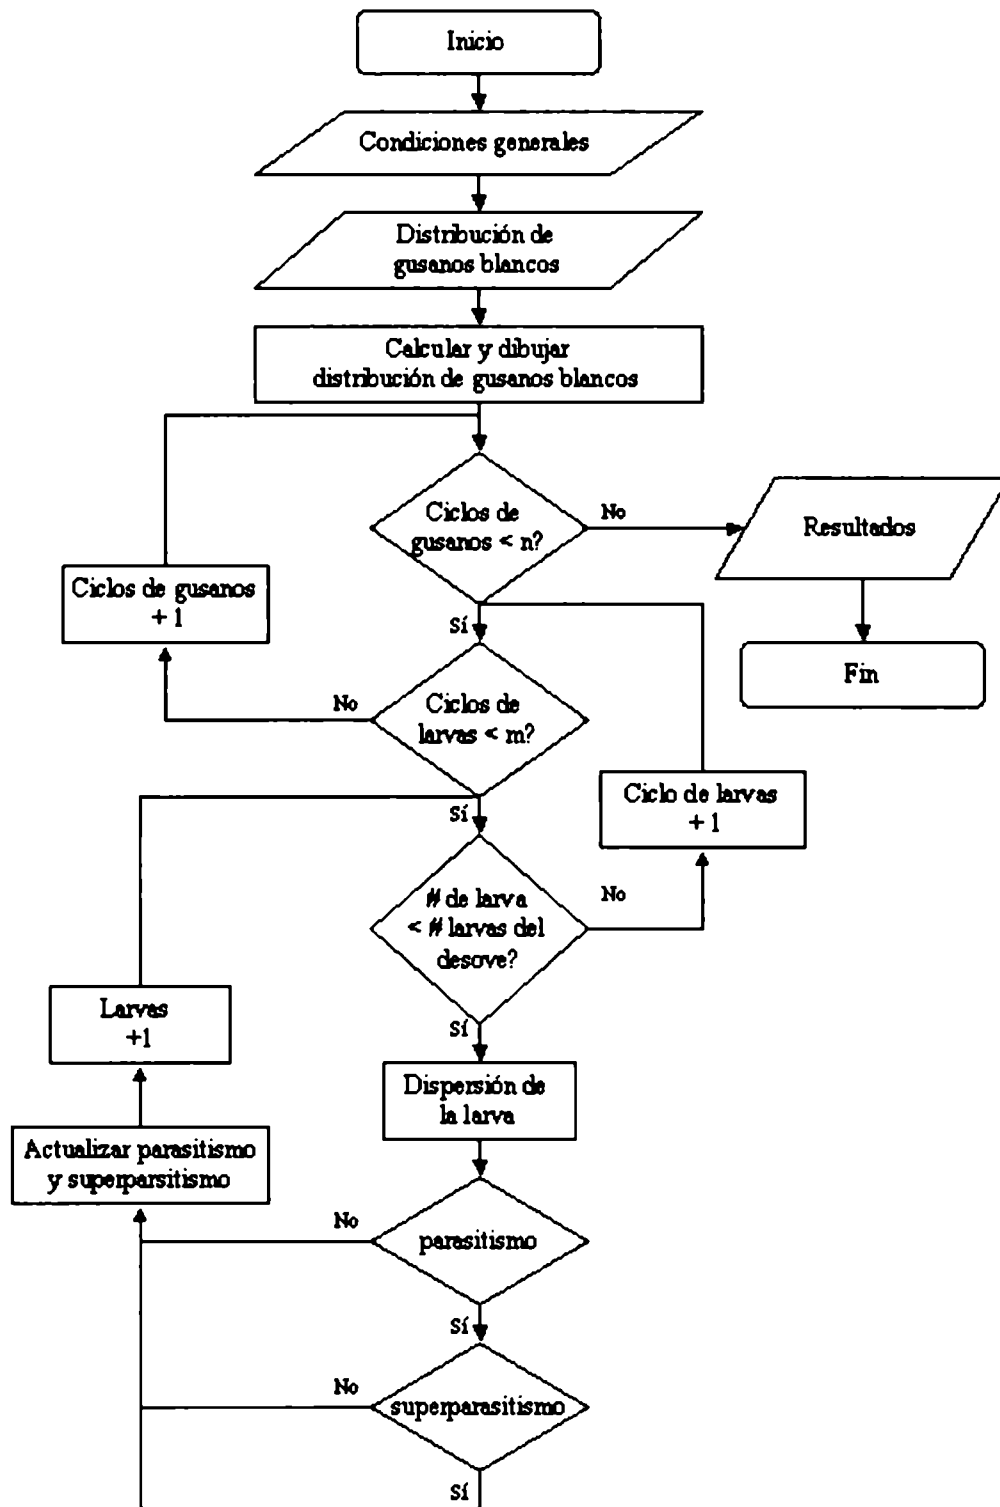 Inicio
Condiciones generales
Distribución de
gusanos blancos
Calcular y dibujar
distribución de gusanos blancos
Ciclos de
gusanos < n?
No
Resultados
Fin
Ciclos de gusanos
+ 1
Sí
Ciclos de
larvas < m?
No
Ciclo de larvas
+ 1
Sí
# de larva
< # larvas del
desove?
No
Larvas
+1
Sí
Dispersión de
la larva
Actualizar parasitismo
y superparsitismo
parasitismo
No
Sí
superparasitismo
No
Sí